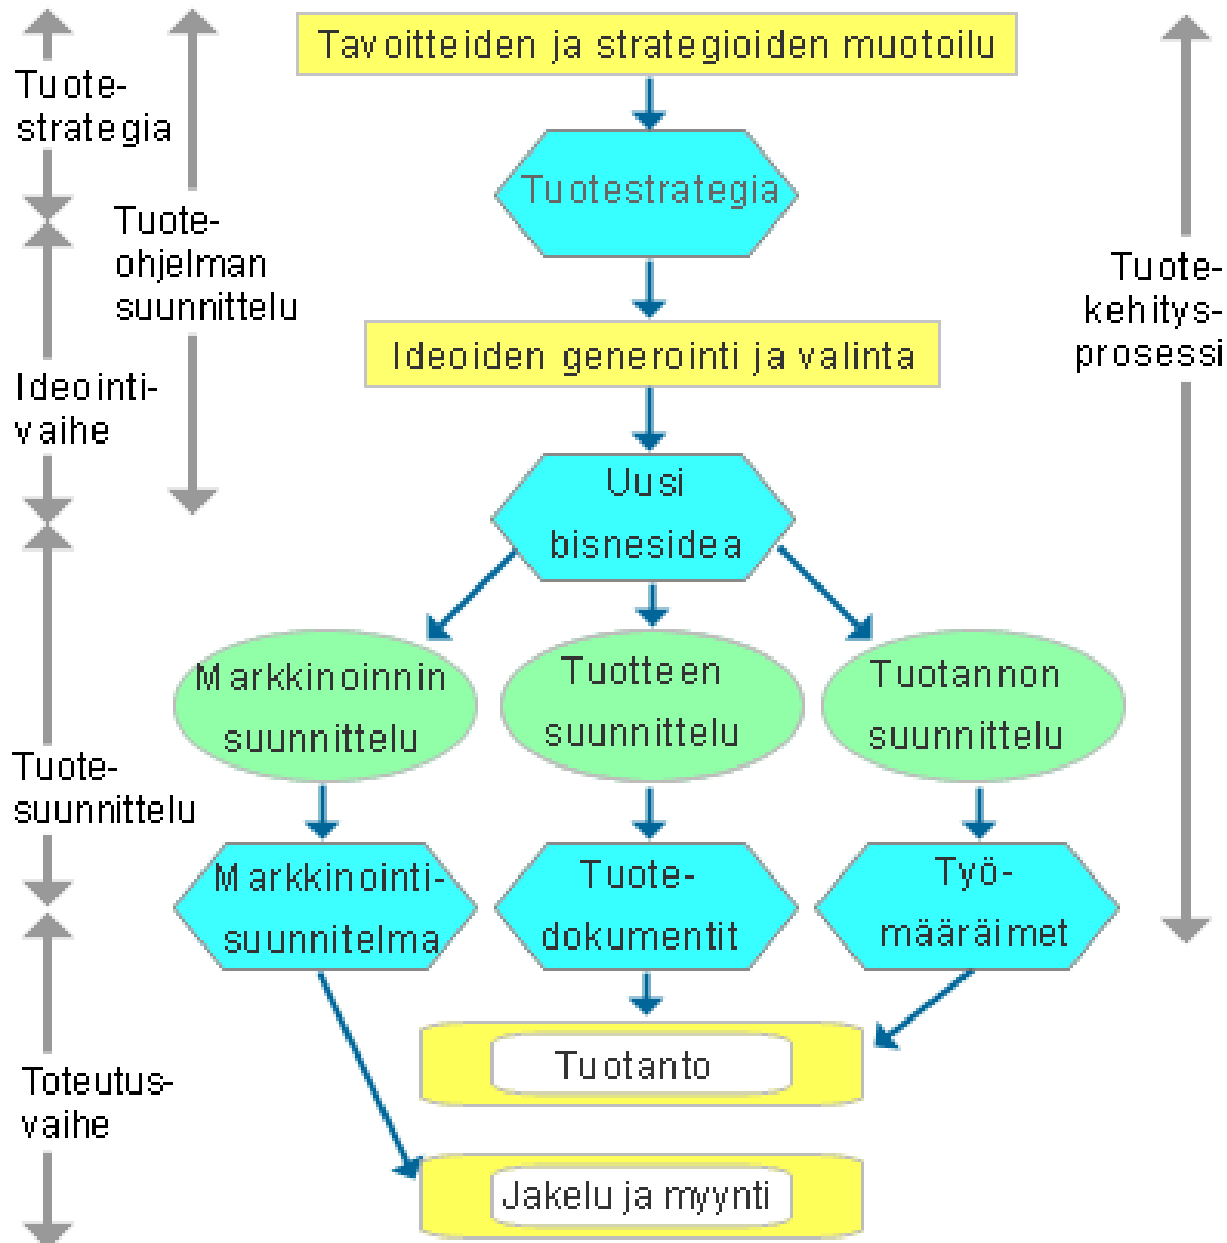 Tavoitteiden ja strategioiden muotoilu
Tuote-
strategia
Tuotestrategia
Tuote-
ohjelman
suunnittelu
Tuote-
kehitys-
prosessi
Ideoiden generointi ja valinta
Ideointi-
vaihe
Uusi
bisnesidea
Markkinoinnin
suunnittelu
Tuotteen
suunnittelu
Tuotannon
suunnittelu
Tuote-
suunnittelu
Markkinointi-
suunnitelma
Tuote-
dokumentit
Työ-
määräimet
Tuotanto
Toteutus-
vaihe
Jakelu ja myynti